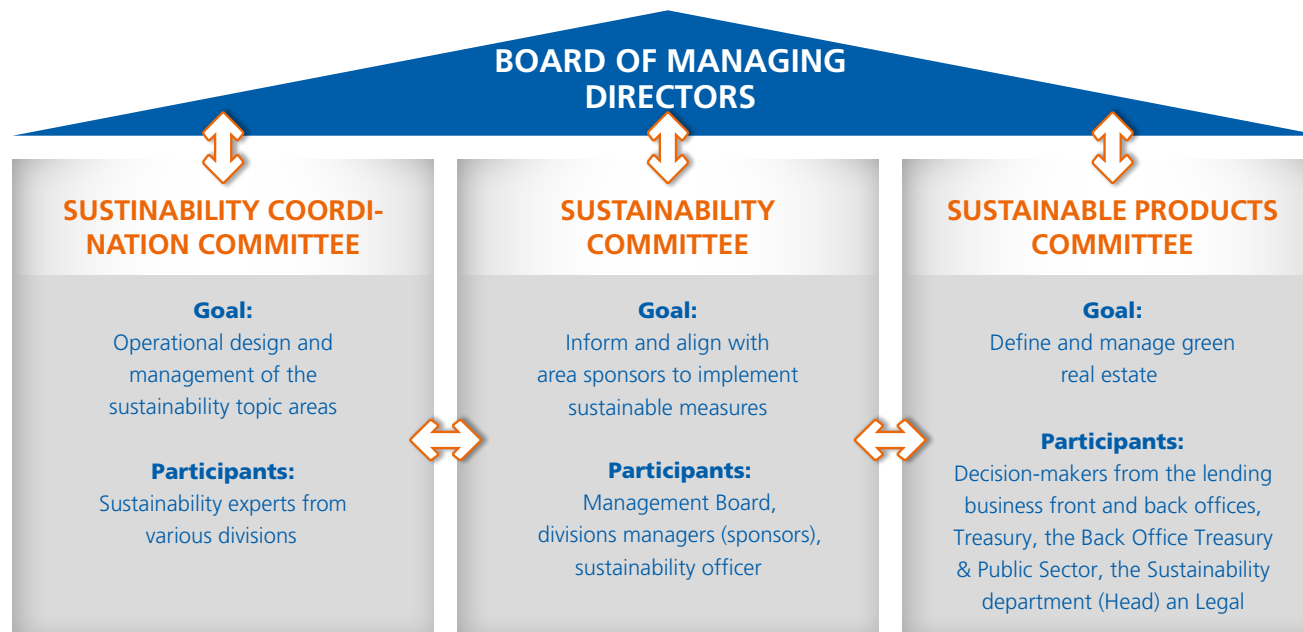 BOARD OF MANAGING
DIRECTORS
SUSTINABILITY COORDI-
NATION COMMITTEE
Goal:
Operational design and
management of the
sustainability topic areas
Participants:
Sustainability experts from
various divisions
SUSTAINABILITY
COMMITTEE
Goal:
Inform and align with
area sponsors to implement
sustainable measures
Participants:
Management Board,
divisions managers (sponsors),
sustainability officer
SUSTAINABLE PRODUCTS
COMMITTEE
Goal:
Define and manage green
real estate
Participants:
Decision-makers from the lending
business front and back offices,
Treasury, the Back Office Treasury
& Public Sector, the Sustainability
department (Head) an Legal